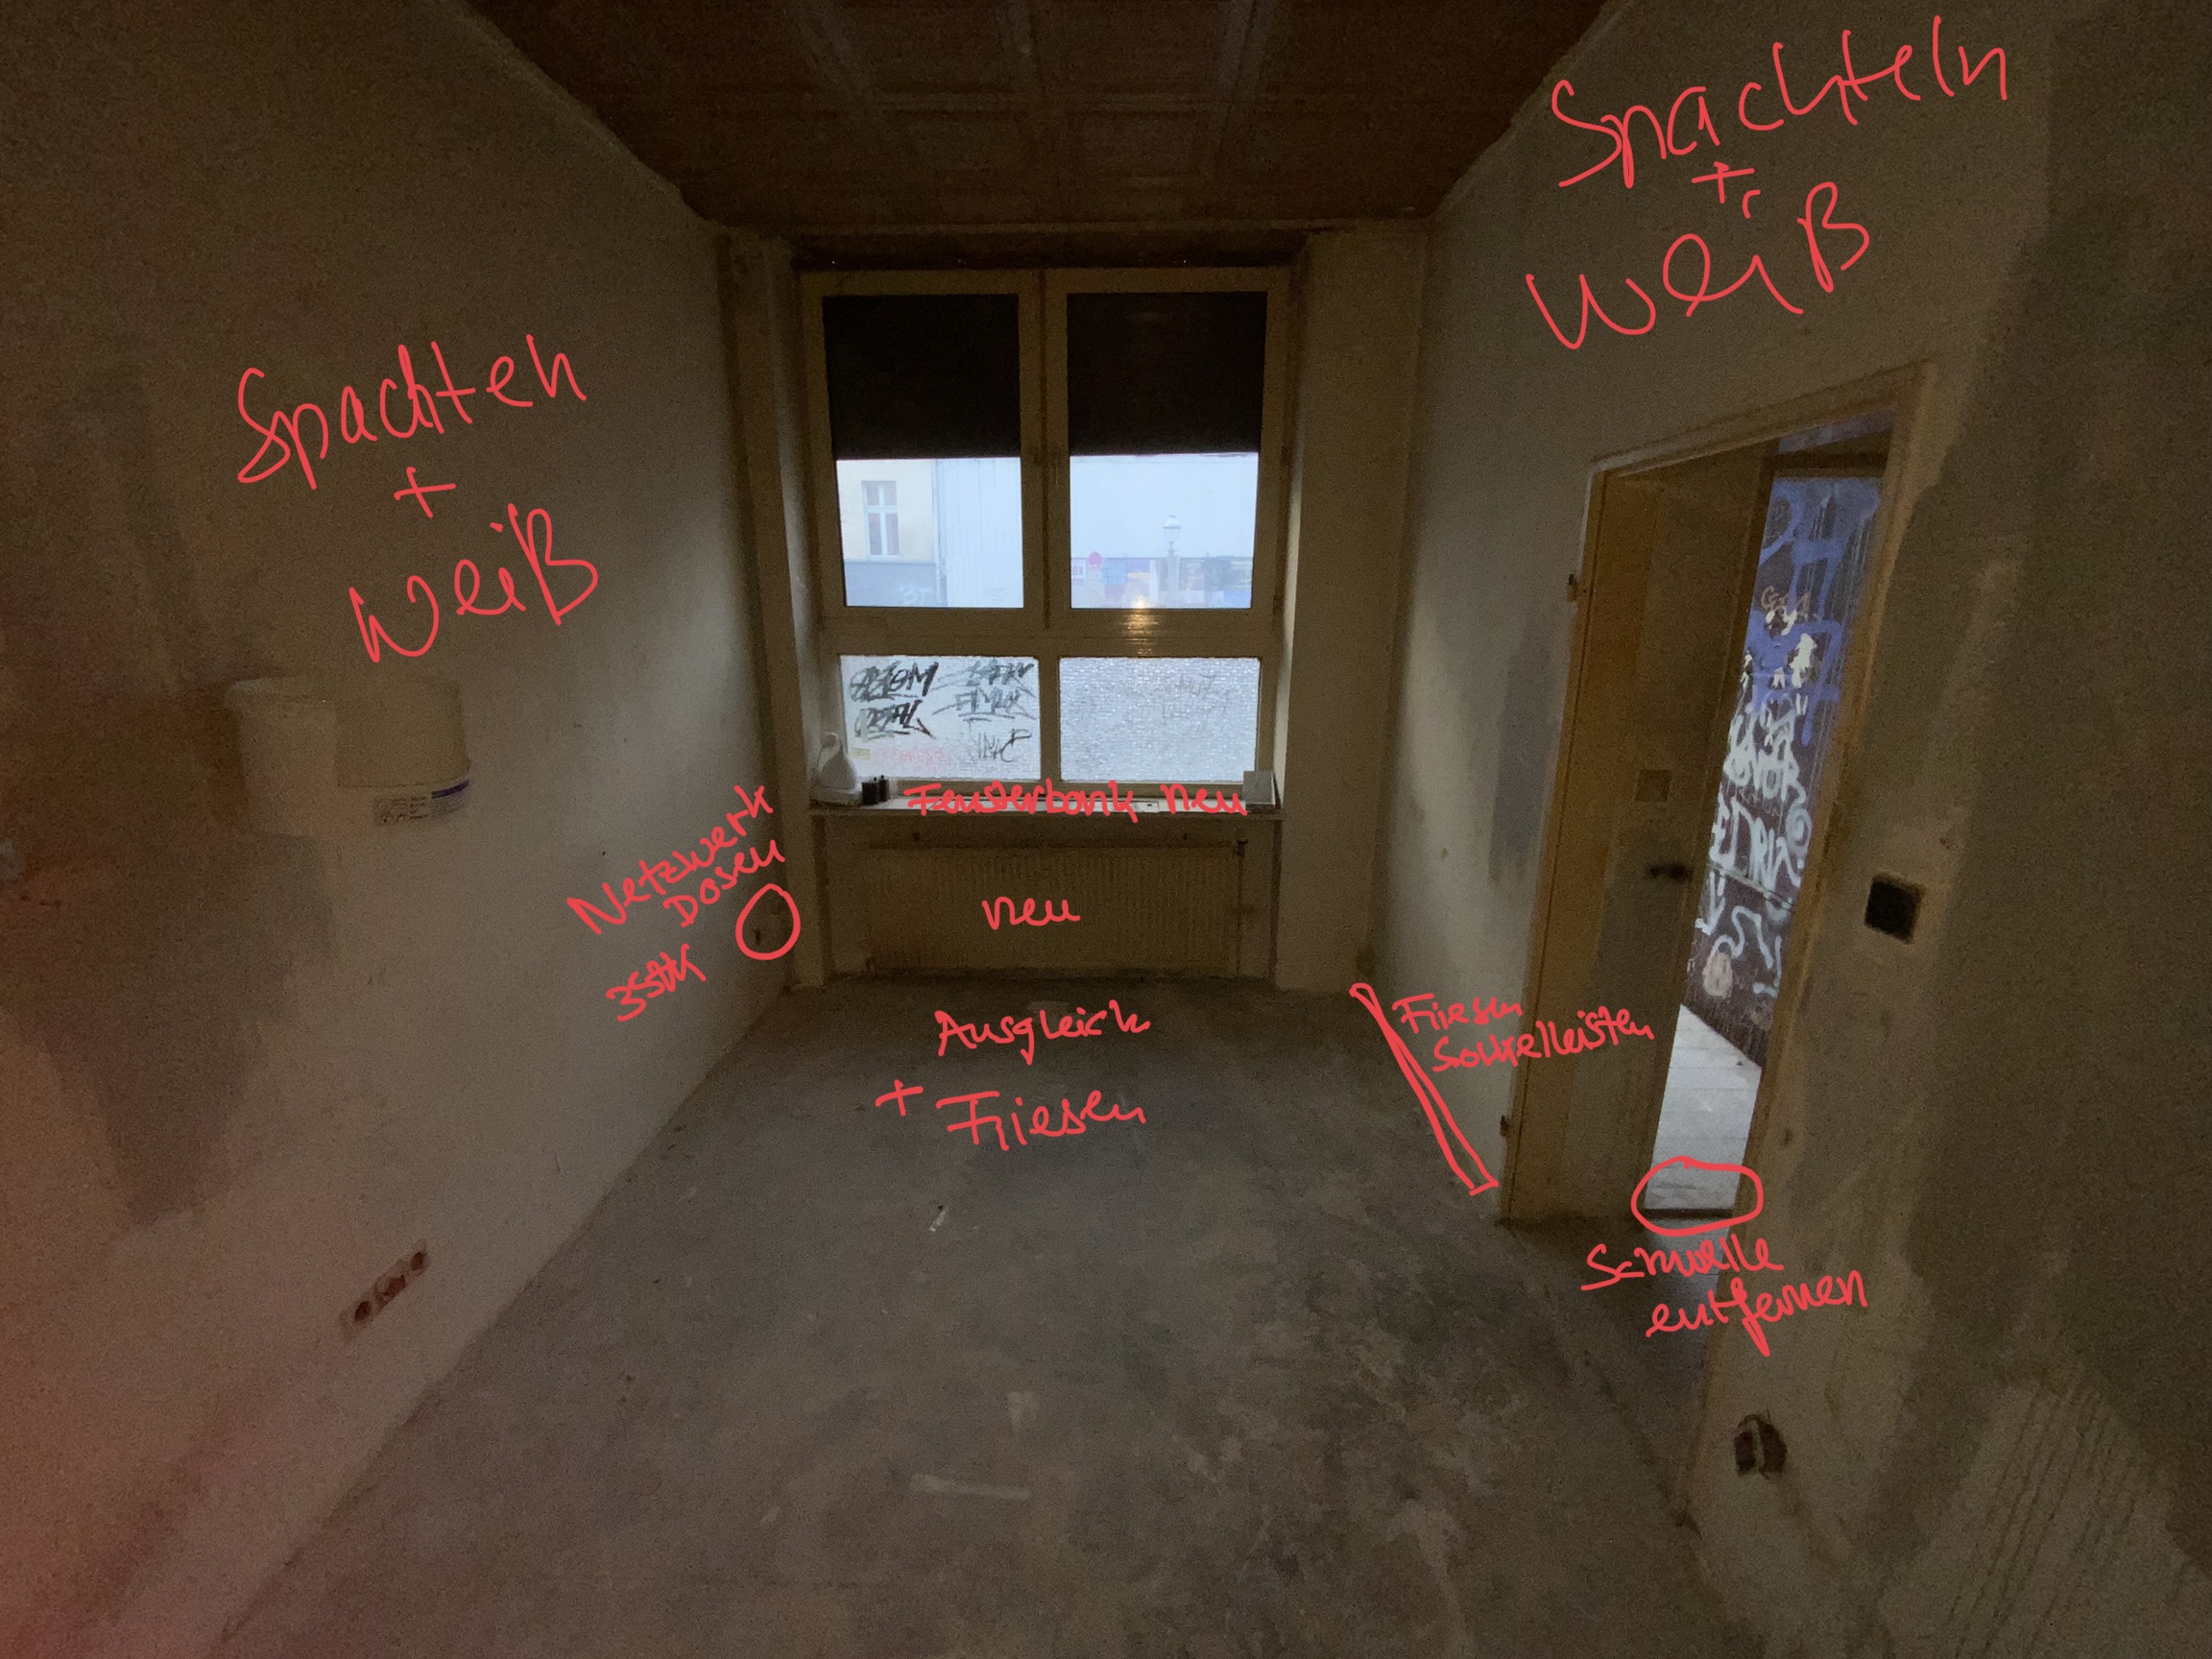 Spachteln
+
weiß
Spachteln
+
weiß
Fensterbank neu
Netzwerk
Dosen
3Stk
neu
Ausgleich
+ Fliesen
Fliesen
Sockelleisten
Schwelle
entfernen